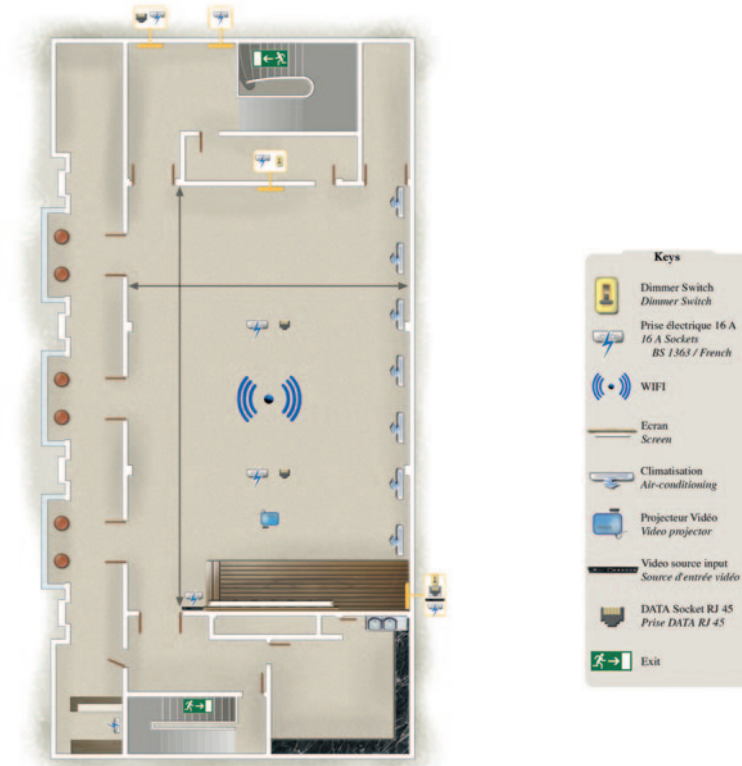 Keys
Dimmer Switch
Dimmer Switch
Prise électrique 16 A
16 A Sockets
BS 1363 / French
WIFI
Ecran
Screen
Climatisation
Air-conditioning
Projecteur Vidéo
Video projector
Video source input
Source d'entrée vidéo
DATA Socket RJ 45
Prise DATA RJ 45
Exit